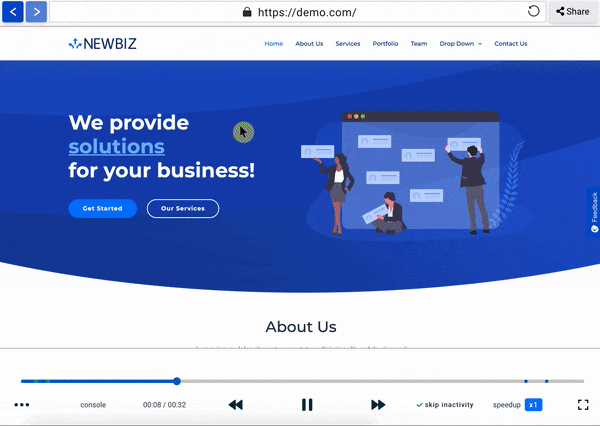 https://demo.com/
Share
NEWBIZ
Home About Us Services Portfolio Team Drop Down Contact Us
We provide
solutions
for your business!
Get Started Our Services
Feedback
About Us
console 00:08 / 00:32 skip inactivity speedup x1